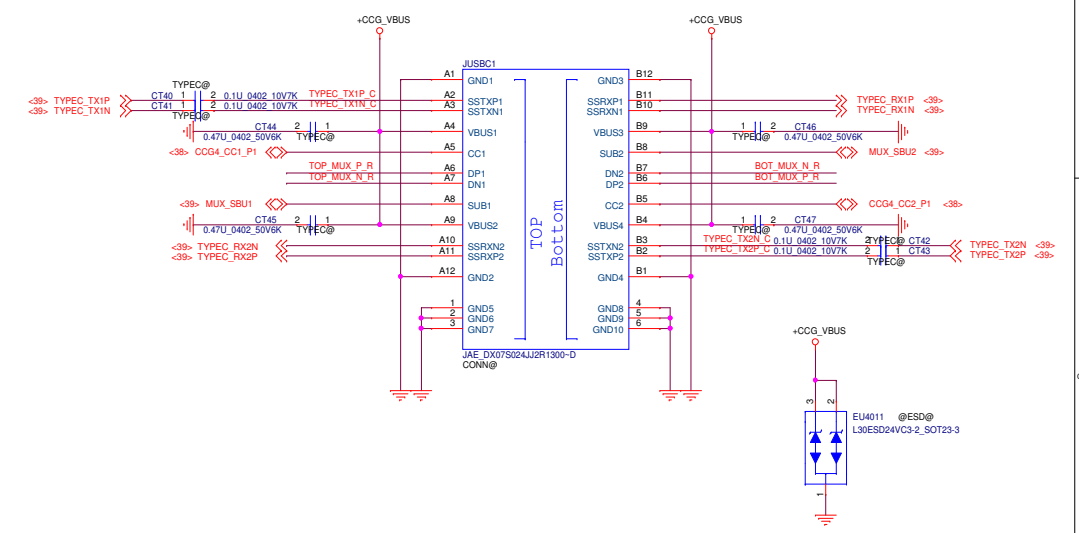 +CCG_VBUS
+CCG_VBUS
JUSBC1
A1 GND1 GND3 B12
TYPEC@
<39> TYPEC_TX1P CT40 1 2 0.1U_0402_10V7K TYPEC_TX1P_C A2 SSTXP1 SSRXP1 B11 TYPEC_RX1P <39>
<39> TYPEC_TX1N CT41 1 2 0.1U_0402_10V7K TYPEC_TX1N_C A3 SSTXN1 SSRXN1 B10 TYPEC_RX1N <39>
TYPEC@
CT44 2 1 A4 VBUS1 VBUS3 B9 1 2 CT46
0.47U_0402_50V6K TYPEC@ TYPEC@ 0.47U_0402_50V6K
<38> CCG4_CC1_P1 A5 CC1 SUB2 B8 MUX_SBU2 <39>
TOP_MUX_P_R A6 DP1 DN2 B7 BOT_MUX_N_R
TOP_MUX_N_R A7 DN1 DP2 B6 BOT_MUX_P_R
<39> MUX_SBU1 A8 SUB1 CC2 B5 CCG4_CC2_P1 <38>
TOP
Bottom
CT45 2 1 A9 VBUS2 VBUS4 B4 1 2 CT47
0.47U_0402_50V6K TYPEC@ TYPEC@ 0.47U_0402_50V6K
<39> TYPEC_RX2N A10 SSRXN2 SSTXN2 B3 TYPEC_TX2N_C 0.1U_0402_10V7K 2 TYPEC@ 1 CT42 TYPEC_TX2N <39>
<39> TYPEC_RX2P A11 SSRXP2 SSTXP2 B2 TYPEC_TX2P_C 0.1U_0402_10V7K 2 1 CT43 TYPEC_TX2P <39>
TYPEC@
A12 GND2 GND4 B1
1 GND5 GND8 4
2 GND6 GND9 5
3 GND7 GND10 6
JAE_DX07S024JJ2R1300~D
CONN@
+CCG_VBUS
3 2
EU4011 @ESD@
L30ESD24VC3-2_SOT23-3
1